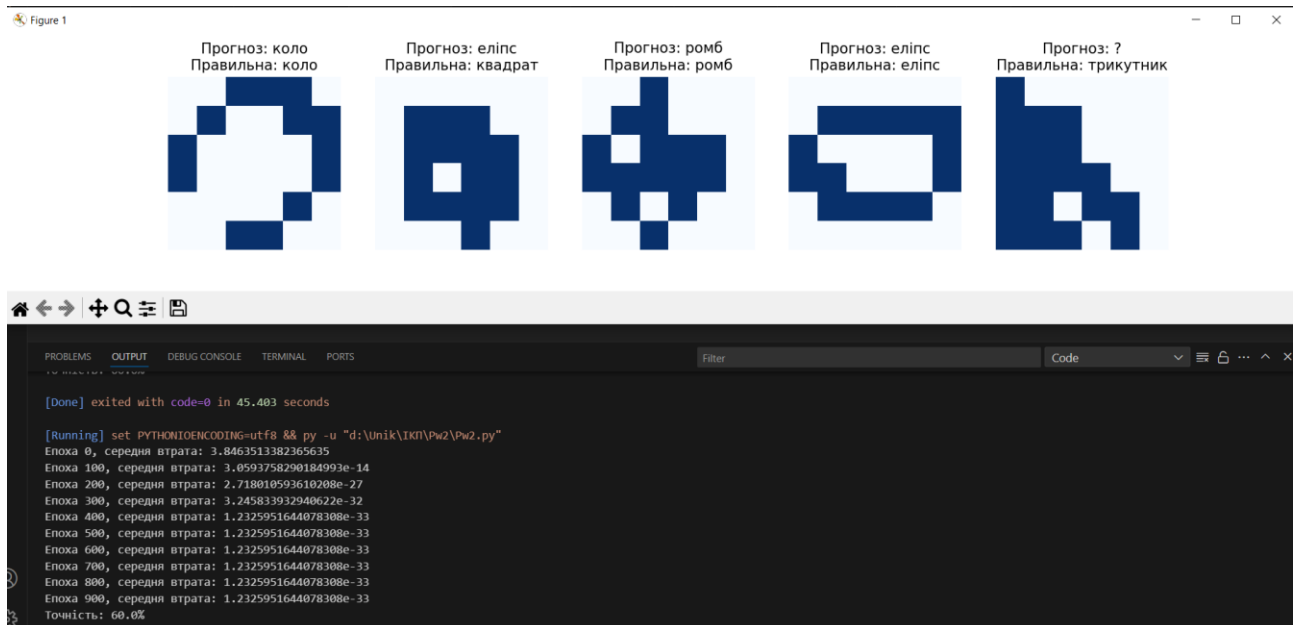 Figure 1
Прогноз: коло
Правильна: коло
Прогноз: еліпс
Правильна: квадрат
Прогноз: ромб
Правильна: ромб
Прогноз: еліпс
Правильна: еліпс
Прогноз: ?
Правильна: трикутник
PROBLEMS OUTPUT DEBUG CONSOLE TERMINAL PORTS Filter Code
[Done] exited with code=0 in 45.403 seconds
[Running] set PYTHONIOENCODING=utf8 && py -u "d:\Unik\ІКП\Pw2\Pw2.py"
Епоха 0, середня втрата: 3.8463513382365635
Епоха 100, середня втрата: 3.0593758290184993e-14
Епоха 200, середня втрата: 2.718010593610208e-27
Епоха 300, середня втрата: 3.245833932940622e-32
Епоха 400, середня втрата: 1.2325951644078308e-33
Епоха 500, середня втрата: 1.2325951644078308e-33
Епоха 600, середня втрата: 1.2325951644078308e-33
Епоха 700, середня втрата: 1.2325951644078308e-33
Епоха 800, середня втрата: 1.2325951644078308e-33
Епоха 900, середня втрата: 1.2325951644078308e-33
Точність: 60.0%